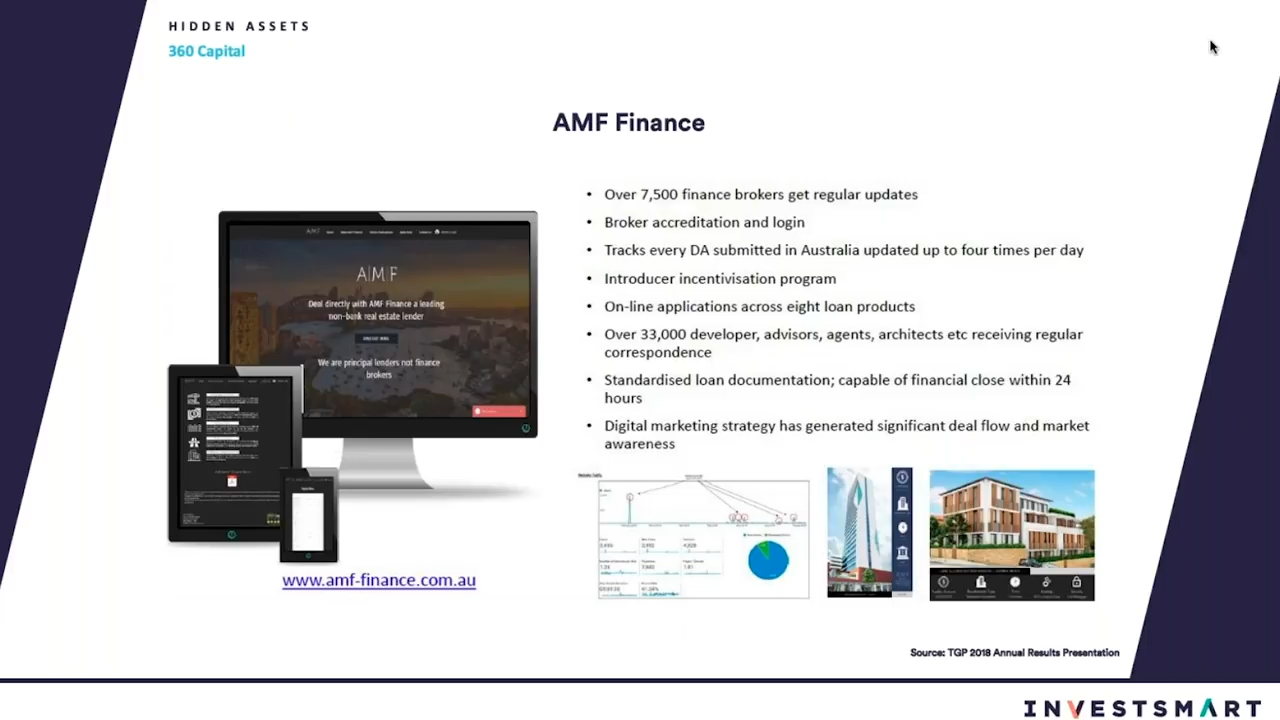 HIDDEN ASSETS
360 Capital
AMF Finance
• Over 7,500 finance brokers get regular updates
• Broker accreditation and login
• Tracks every DA submitted in Australia updated up to four times per day
• Introducer incentivisation program
• On-line applications across eight loan products
• Over 33,000 developer, advisors, agents, architects etc receiving regular
correspondence
• Standardised loan documentation; capable of financial close within 24
hours
• Digital marketing strategy has generated significant deal flow and market
awareness
AMF
A|M|F
Deal directly with AMF Finance a leading
non-bank real estate lender
We are principal lenders not finance
brokers
www.amf-finance.com.au
Source: TGP 2018 Annual Results Presentation
INVESTSMART